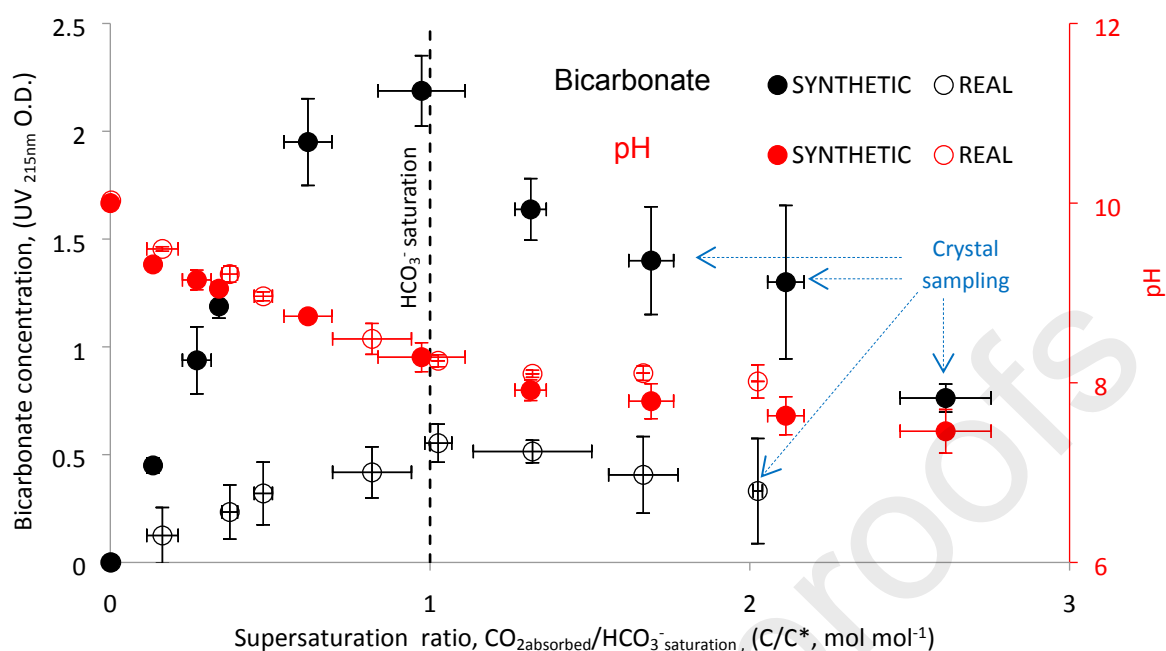 Bicarbonate
SYNTHETIC
REAL
pH
SYNTHETIC
REAL
HCO₃⁻ saturation
Crystal
sampling
2.5
2
1.5
1
0.5
0
12
10
8
6
0
1
2
3
Bicarbonate concentration, (UV 215nm O.D.)
pH
Supersaturation ratio, CO2absorbed/HCO₃⁻saturation , (C/C*, mol mol⁻¹)
proofs